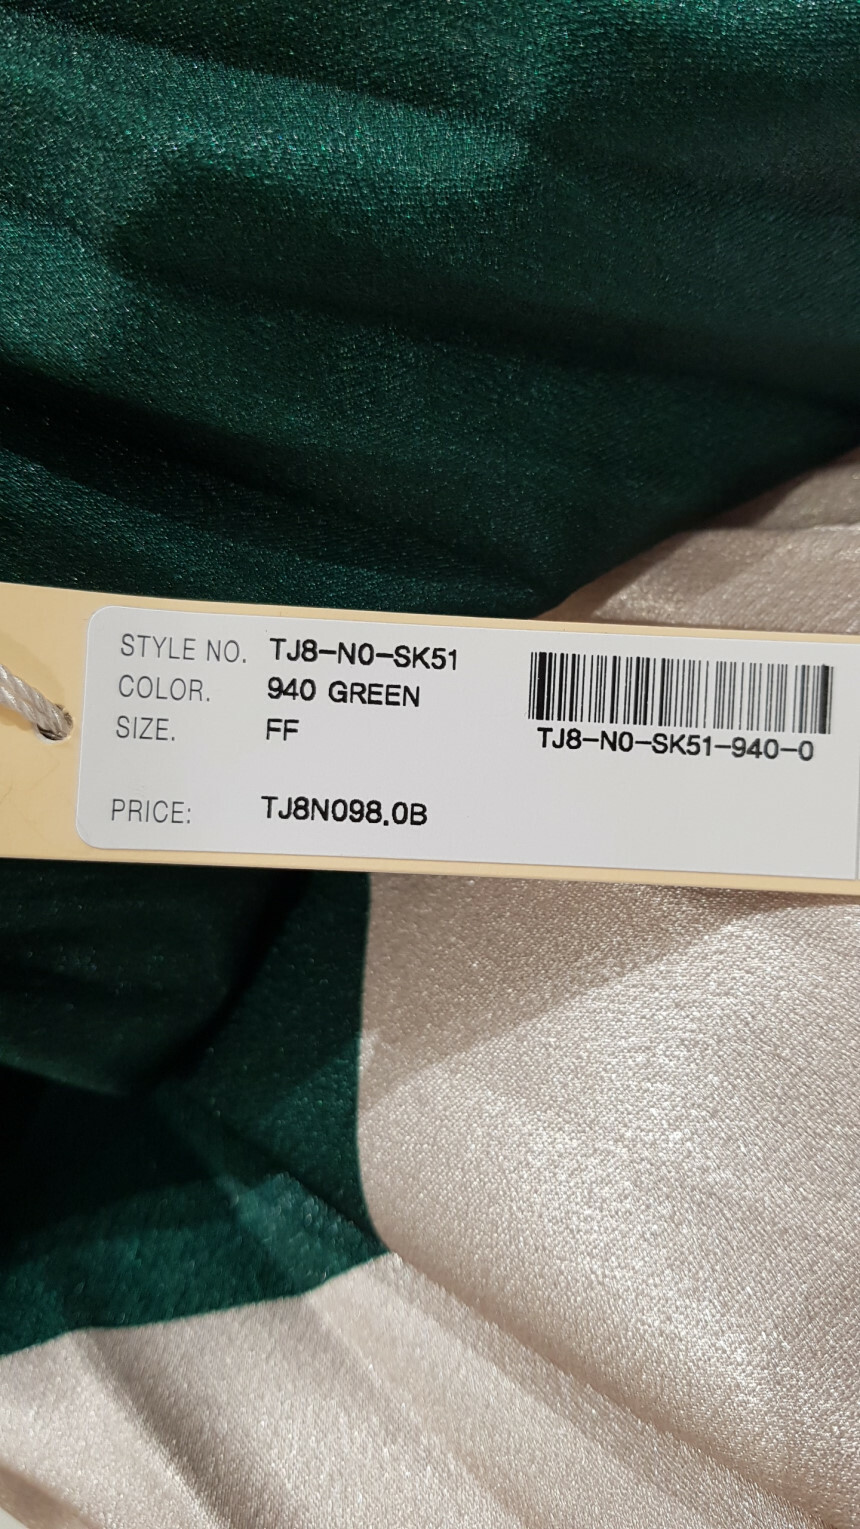 STYLE NO. TJ8-N0-SK51
COLOR. 940 GREEN
SIZE. FF
PRICE: TJ8N098.0B
TJ8-N0-SK51-940-0